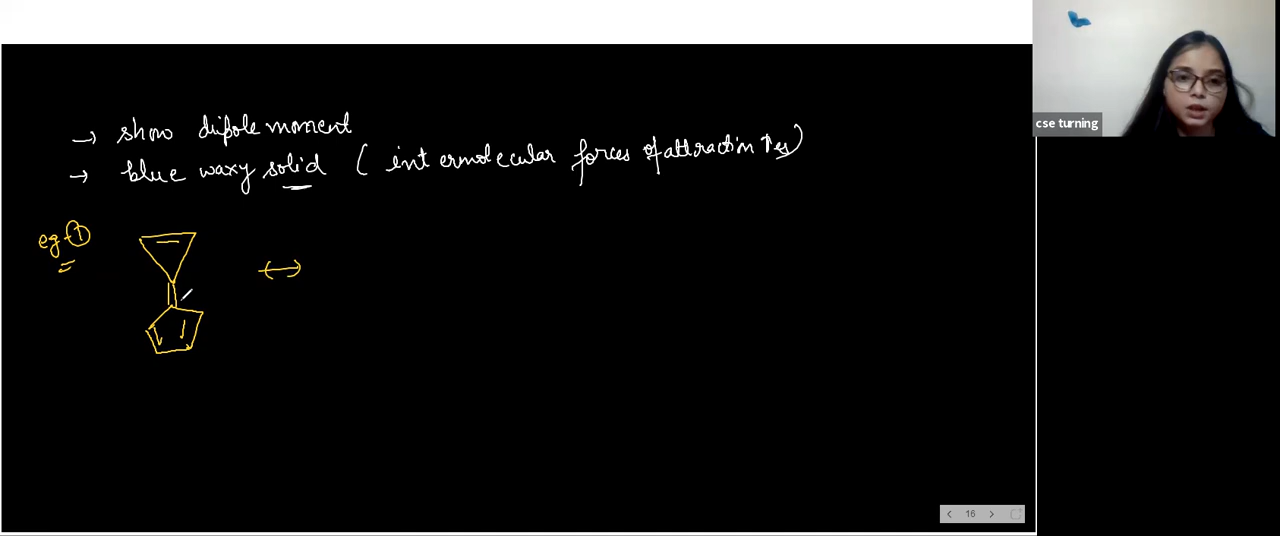 → show dipole moment
→ blue waxy solid ( intermolecular forces of attraction ↑es)
eg-①
cse turning
16